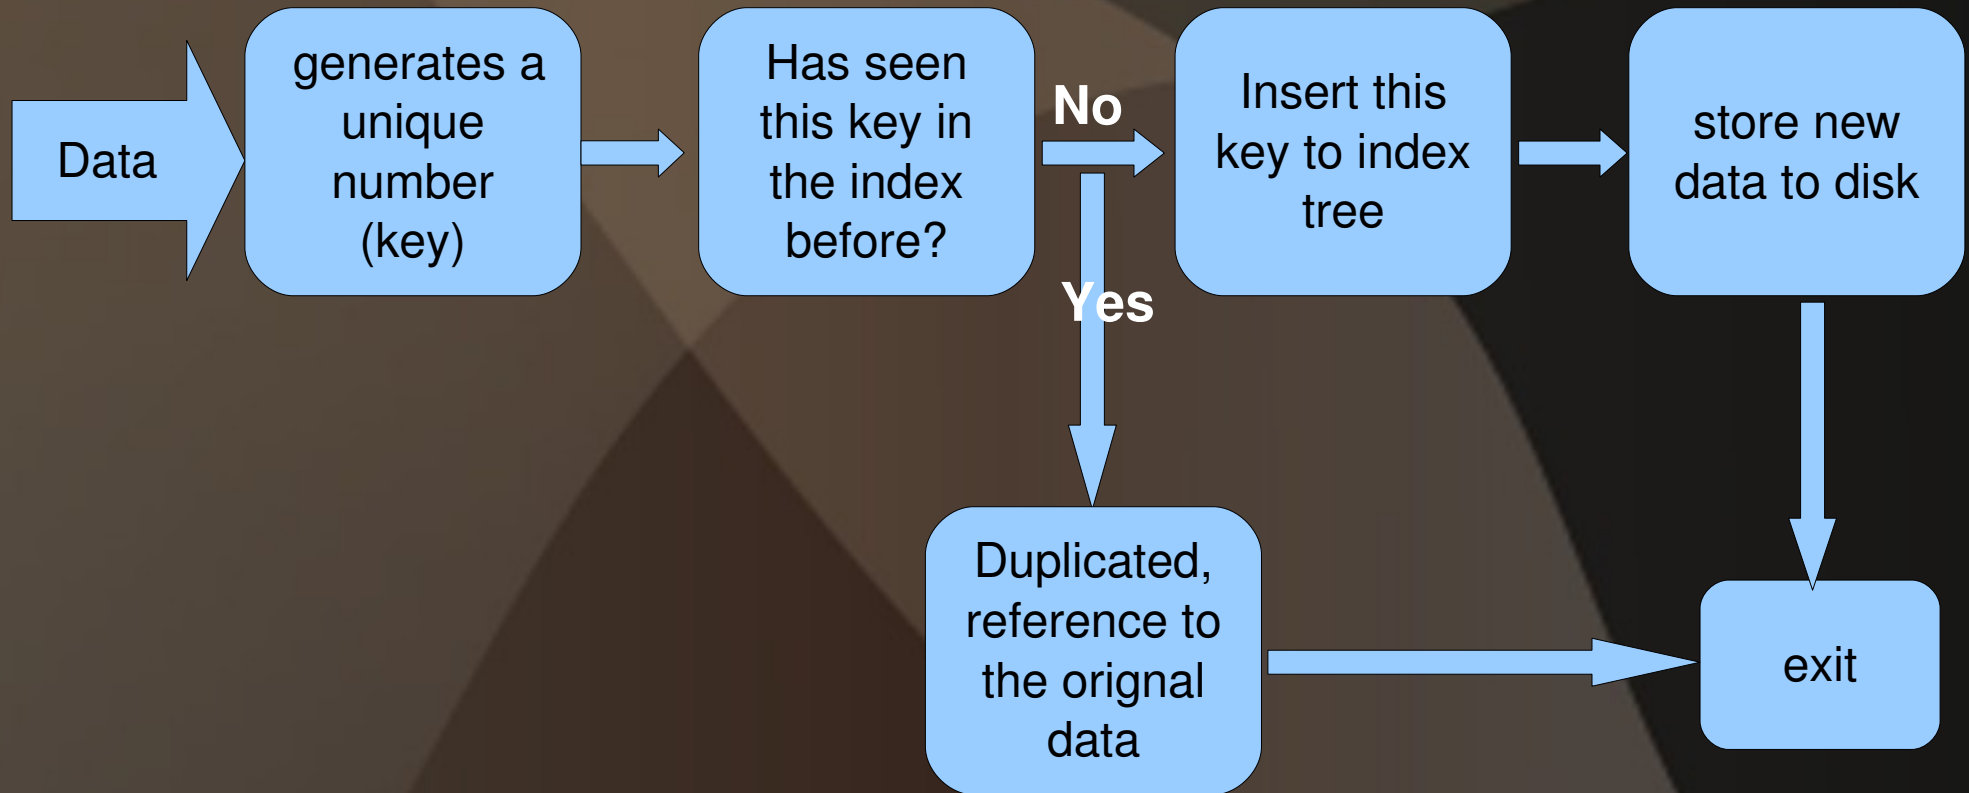 Data
generates a
unique
number
(key)
Has seen
this key in
the index
before?
No
Yes
Insert this
key to index
tree
store new
data to disk
Duplicated,
reference to
the orignal
data
exit